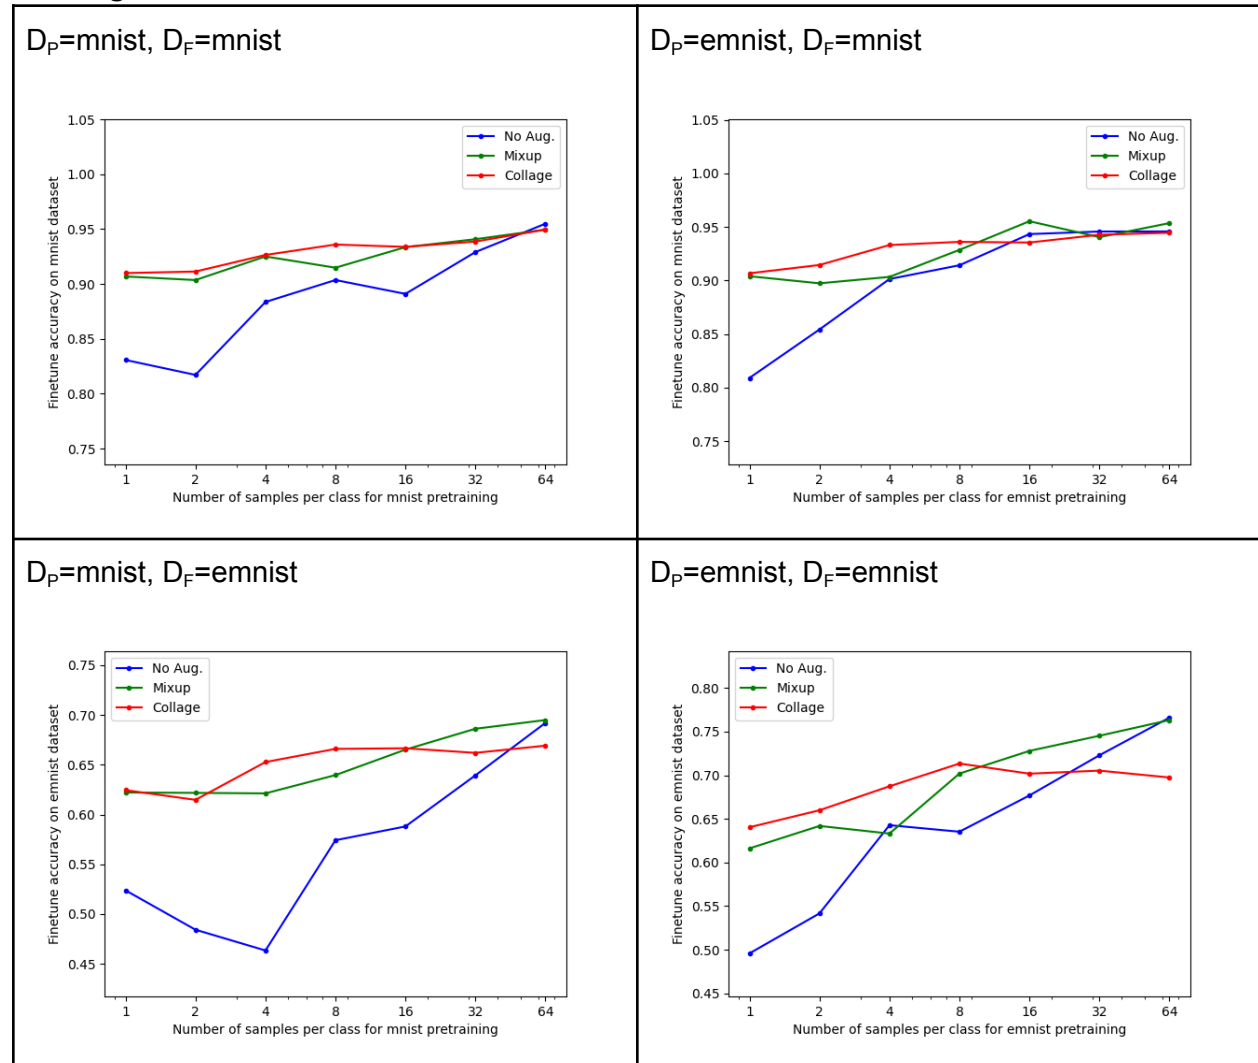 D_P=mnist, D_F=mnist
1.05
1.00
0.95
0.90
0.85
0.80
0.75
Finetune accuracy on mnist dataset
No Aug.
Mixup
Collage
1 2 4 8 16 32 64
Number of samples per class for mnist pretraining
D_P=emnist, D_F=mnist
1.05
1.00
0.95
0.90
0.85
0.80
0.75
Finetune accuracy on mnist dataset
No Aug.
Mixup
Collage
1 2 4 8 16 32 64
Number of samples per class for emnist pretraining
D_P=mnist, D_F=emnist
0.75
0.70
0.65
0.60
0.55
0.50
0.45
Finetune accuracy on emnist dataset
No Aug.
Mixup
Collage
1 2 4 8 16 32 64
Number of samples per class for mnist pretraining
D_P=emnist, D_F=emnist
0.80
0.75
0.70
0.65
0.60
0.55
0.50
0.45
Finetune accuracy on emnist dataset
No Aug.
Mixup
Collage
1 2 4 8 16 32 64
Number of samples per class for emnist pretraining